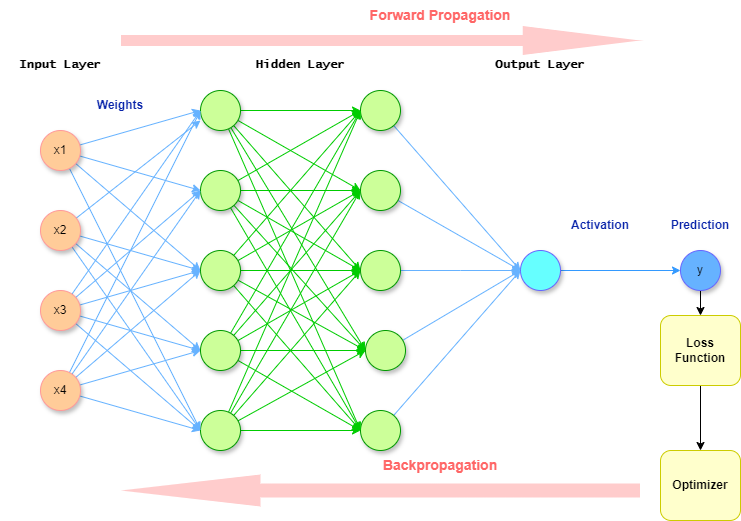 Forward Propagation
Input Layer
Hidden Layer
Output Layer
Weights
x1
x2
x3
x4
Activation
Prediction
y
Loss
Function
Optimizer
Backpropagation